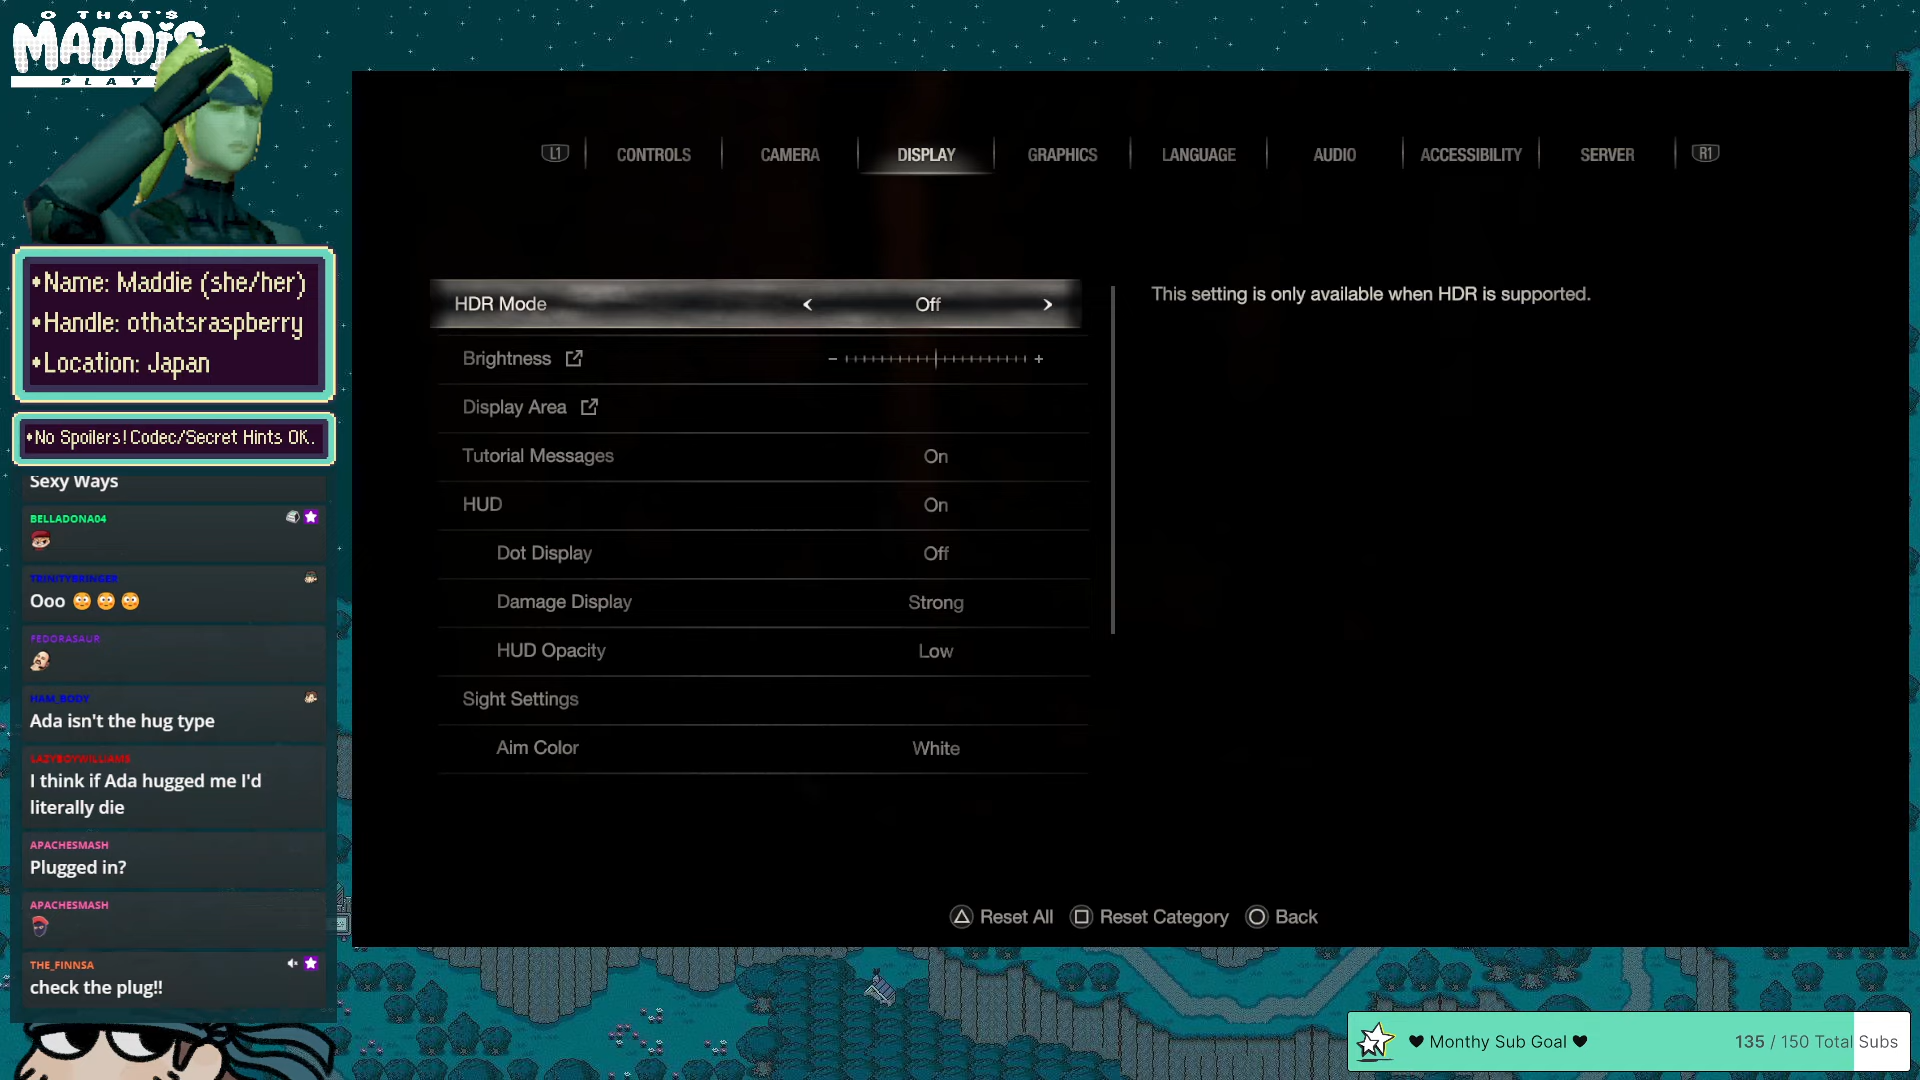 O THAT'S
MADDIE
PLAY
•Name: Maddie (she/her)
•Handle: othatsraspberry
•Location: Japan
•No Spoilers! Codec/Secret Hints OK.
Sexy Ways
BELLADONA04
TRINITYBRINGER
Ooo 😳 😳 😳
FEDORASAUR
HAM_BODY
Ada isn't the hug type
LAZYBOYWILLIAMS
I think if Ada hugged me I'd
literally die
APACHESMASH
Plugged in?
APACHESMASH
THE_FINNSA
check the plug!!
L1 CONTROLS CAMERA DISPLAY GRAPHICS LANGUAGE AUDIO ACCESSIBILITY SERVER R1
HDR Mode < Off >
This setting is only available when HDR is supported.
Brightness - +
Display Area
Tutorial Messages On
HUD On
Dot Display Off
Damage Display Strong
HUD Opacity Low
Sight Settings
Aim Color White
Reset All Reset Category Back
♥ Monthy Sub Goal ♥ 135 / 150 Total Subs